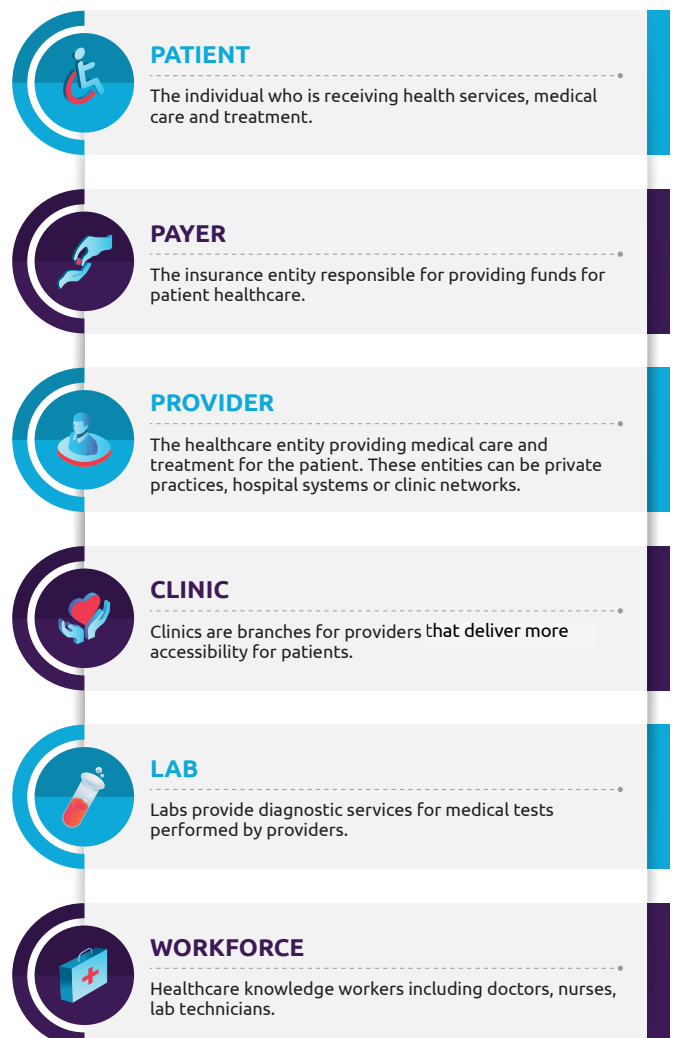 PATIENT
The individual who is receiving health services, medical
care and treatment.
PAYER
The insurance entity responsible for providing funds for
patient healthcare.
PROVIDER
The healthcare entity providing medical care and
treatment for the patient. These entities can be private
practices, hospital systems or clinic networks.
CLINIC
Clinics are branches for providers that deliver more
accessibility for patients.
LAB
Labs provide diagnostic services for medical tests
performed by providers.
WORKFORCE
Healthcare knowledge workers including doctors, nurses,
lab technicians.